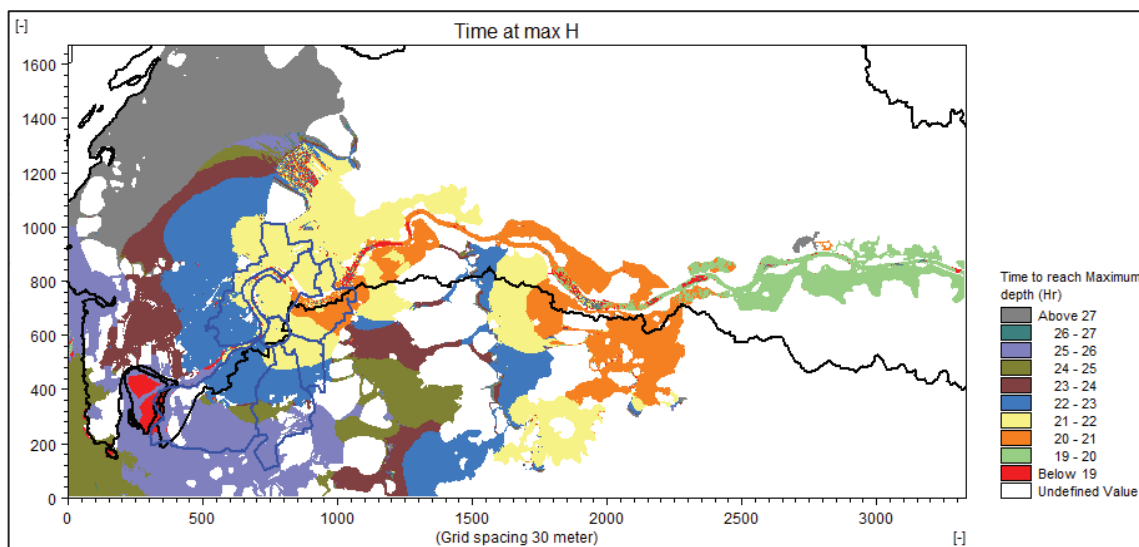 [-]
Time at max H
1600
1400
1200
1000
800
600
400
200
0
0 500 1000 1500 2000 2500 3000
(Grid spacing 30 meter)
[-]
Time to reach Maximum
depth (Hr)
Above 27
26 - 27
25 - 26
24 - 25
23 - 24
22 - 23
21 - 22
20 - 21
19 - 20
Below 19
Undefined Value